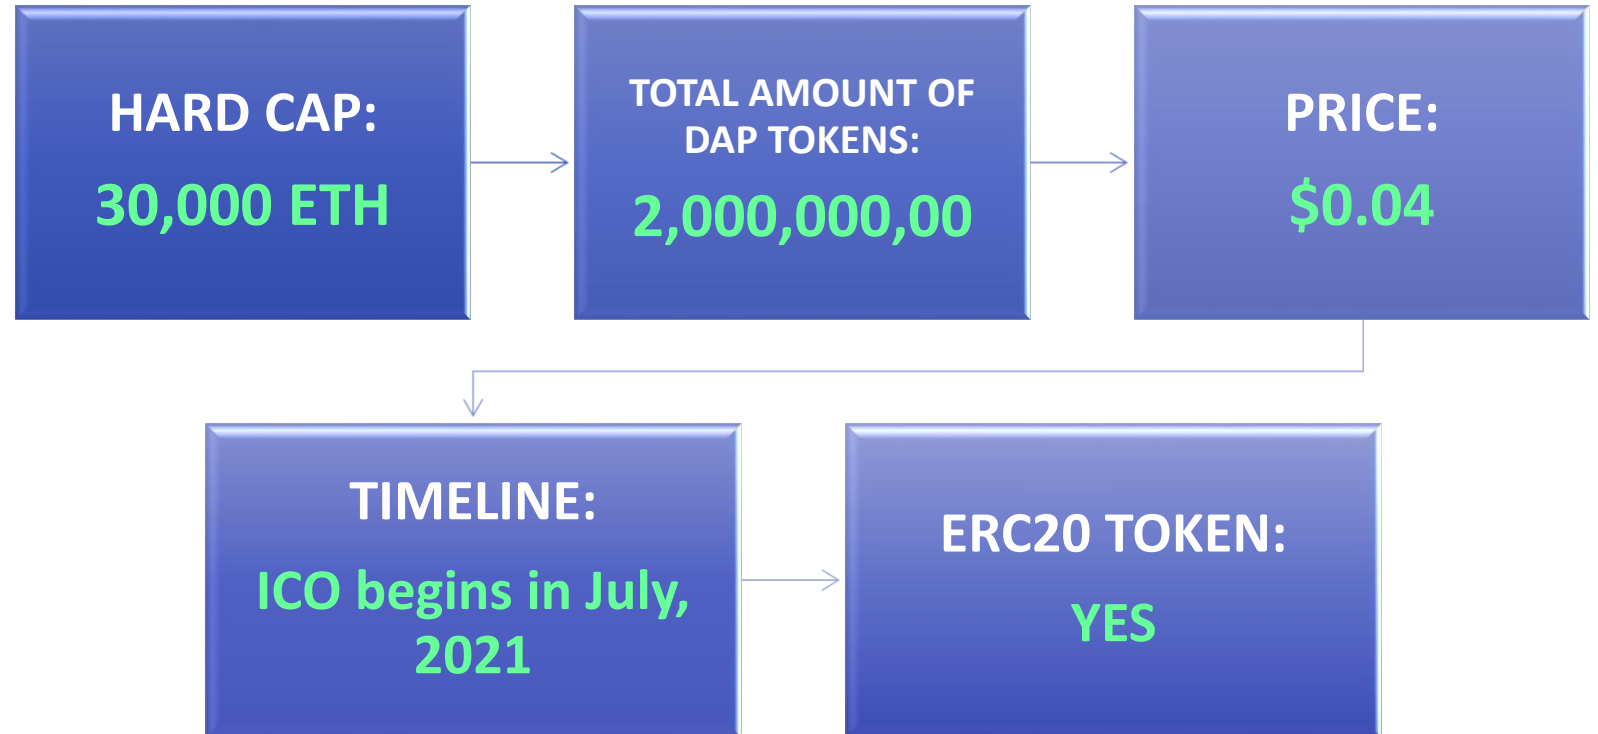 HARD CAP:
30,000 ETH
TOTAL AMOUNT OF
DAP TOKENS:
2,000,000,00
PRICE:
$0.04
TIMELINE:
ICO begins in July,
2021
ERC20 TOKEN:
YES